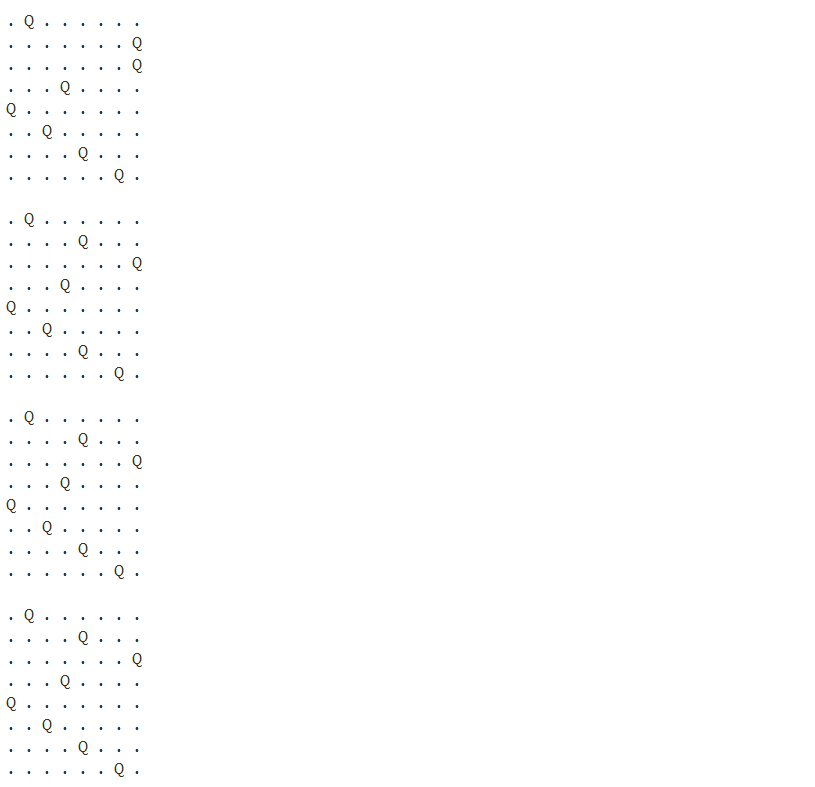 . Q . . . . . .
. . . . . . . Q
. . . . . . . Q
. . . Q . . . .
Q . . . . . . .
. . Q . . . . .
. . . . Q . . .
. . . . . . Q .

. Q . . . . . .
. . . . Q . . .
. . . . . . . Q
. . . Q . . . .
Q . . . . . . .
. . Q . . . . .
. . . . Q . . .
. . . . . . Q .

. Q . . . . . .
. . . . Q . . .
. . . . . . . Q
. . . Q . . . .
Q . . . . . . .
. . Q . . . . .
. . . . Q . . .
. . . . . . Q .

. Q . . . . . .
. . . . Q . . .
. . . . . . . Q
. . . Q . . . .
Q . . . . . . .
. . Q . . . . .
. . . . Q . . .
. . . . . . Q .